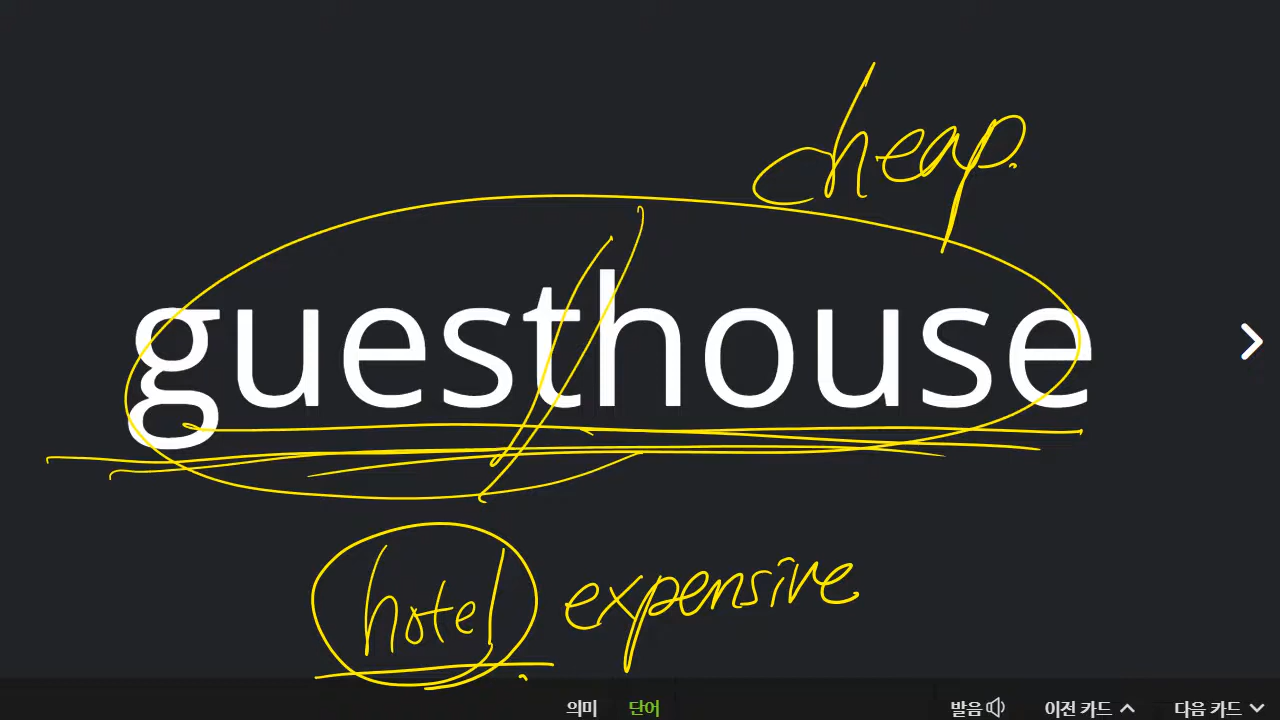 cheap.
guesthouse
hotel expensive
의미 단어 발음 이전 카드 다음 카드